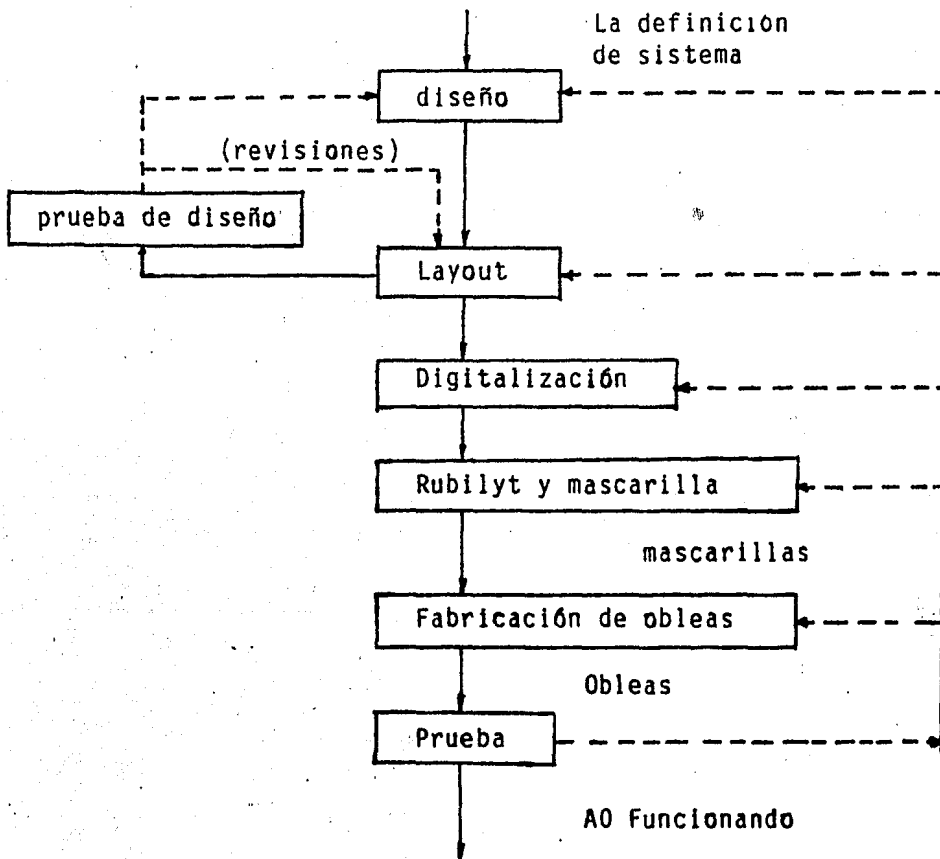 La definición
de sistema
diseño
(revisiones)
prueba de diseño
Layout
Digitalización
Rubilyt y mascarilla
mascarillas
Fabricación de obleas
Obleas
Prueba
AO Funcionando